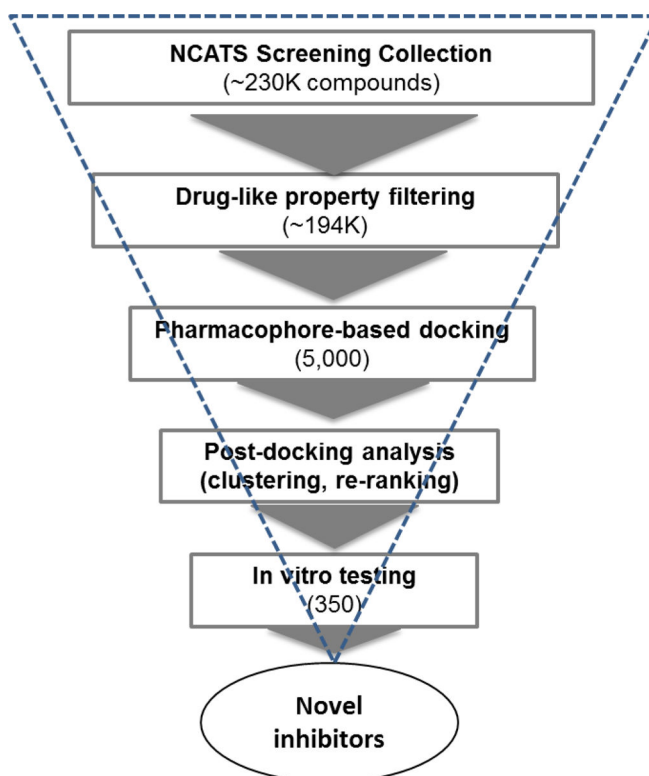 NCATS Screening Collection
(~230K compounds)
Drug-like property filtering
(~194K)
Pharmacophore-based docking
(5,000)
Post-docking analysis
(clustering, re-ranking)
In vitro testing
(350)
Novel
inhibitors